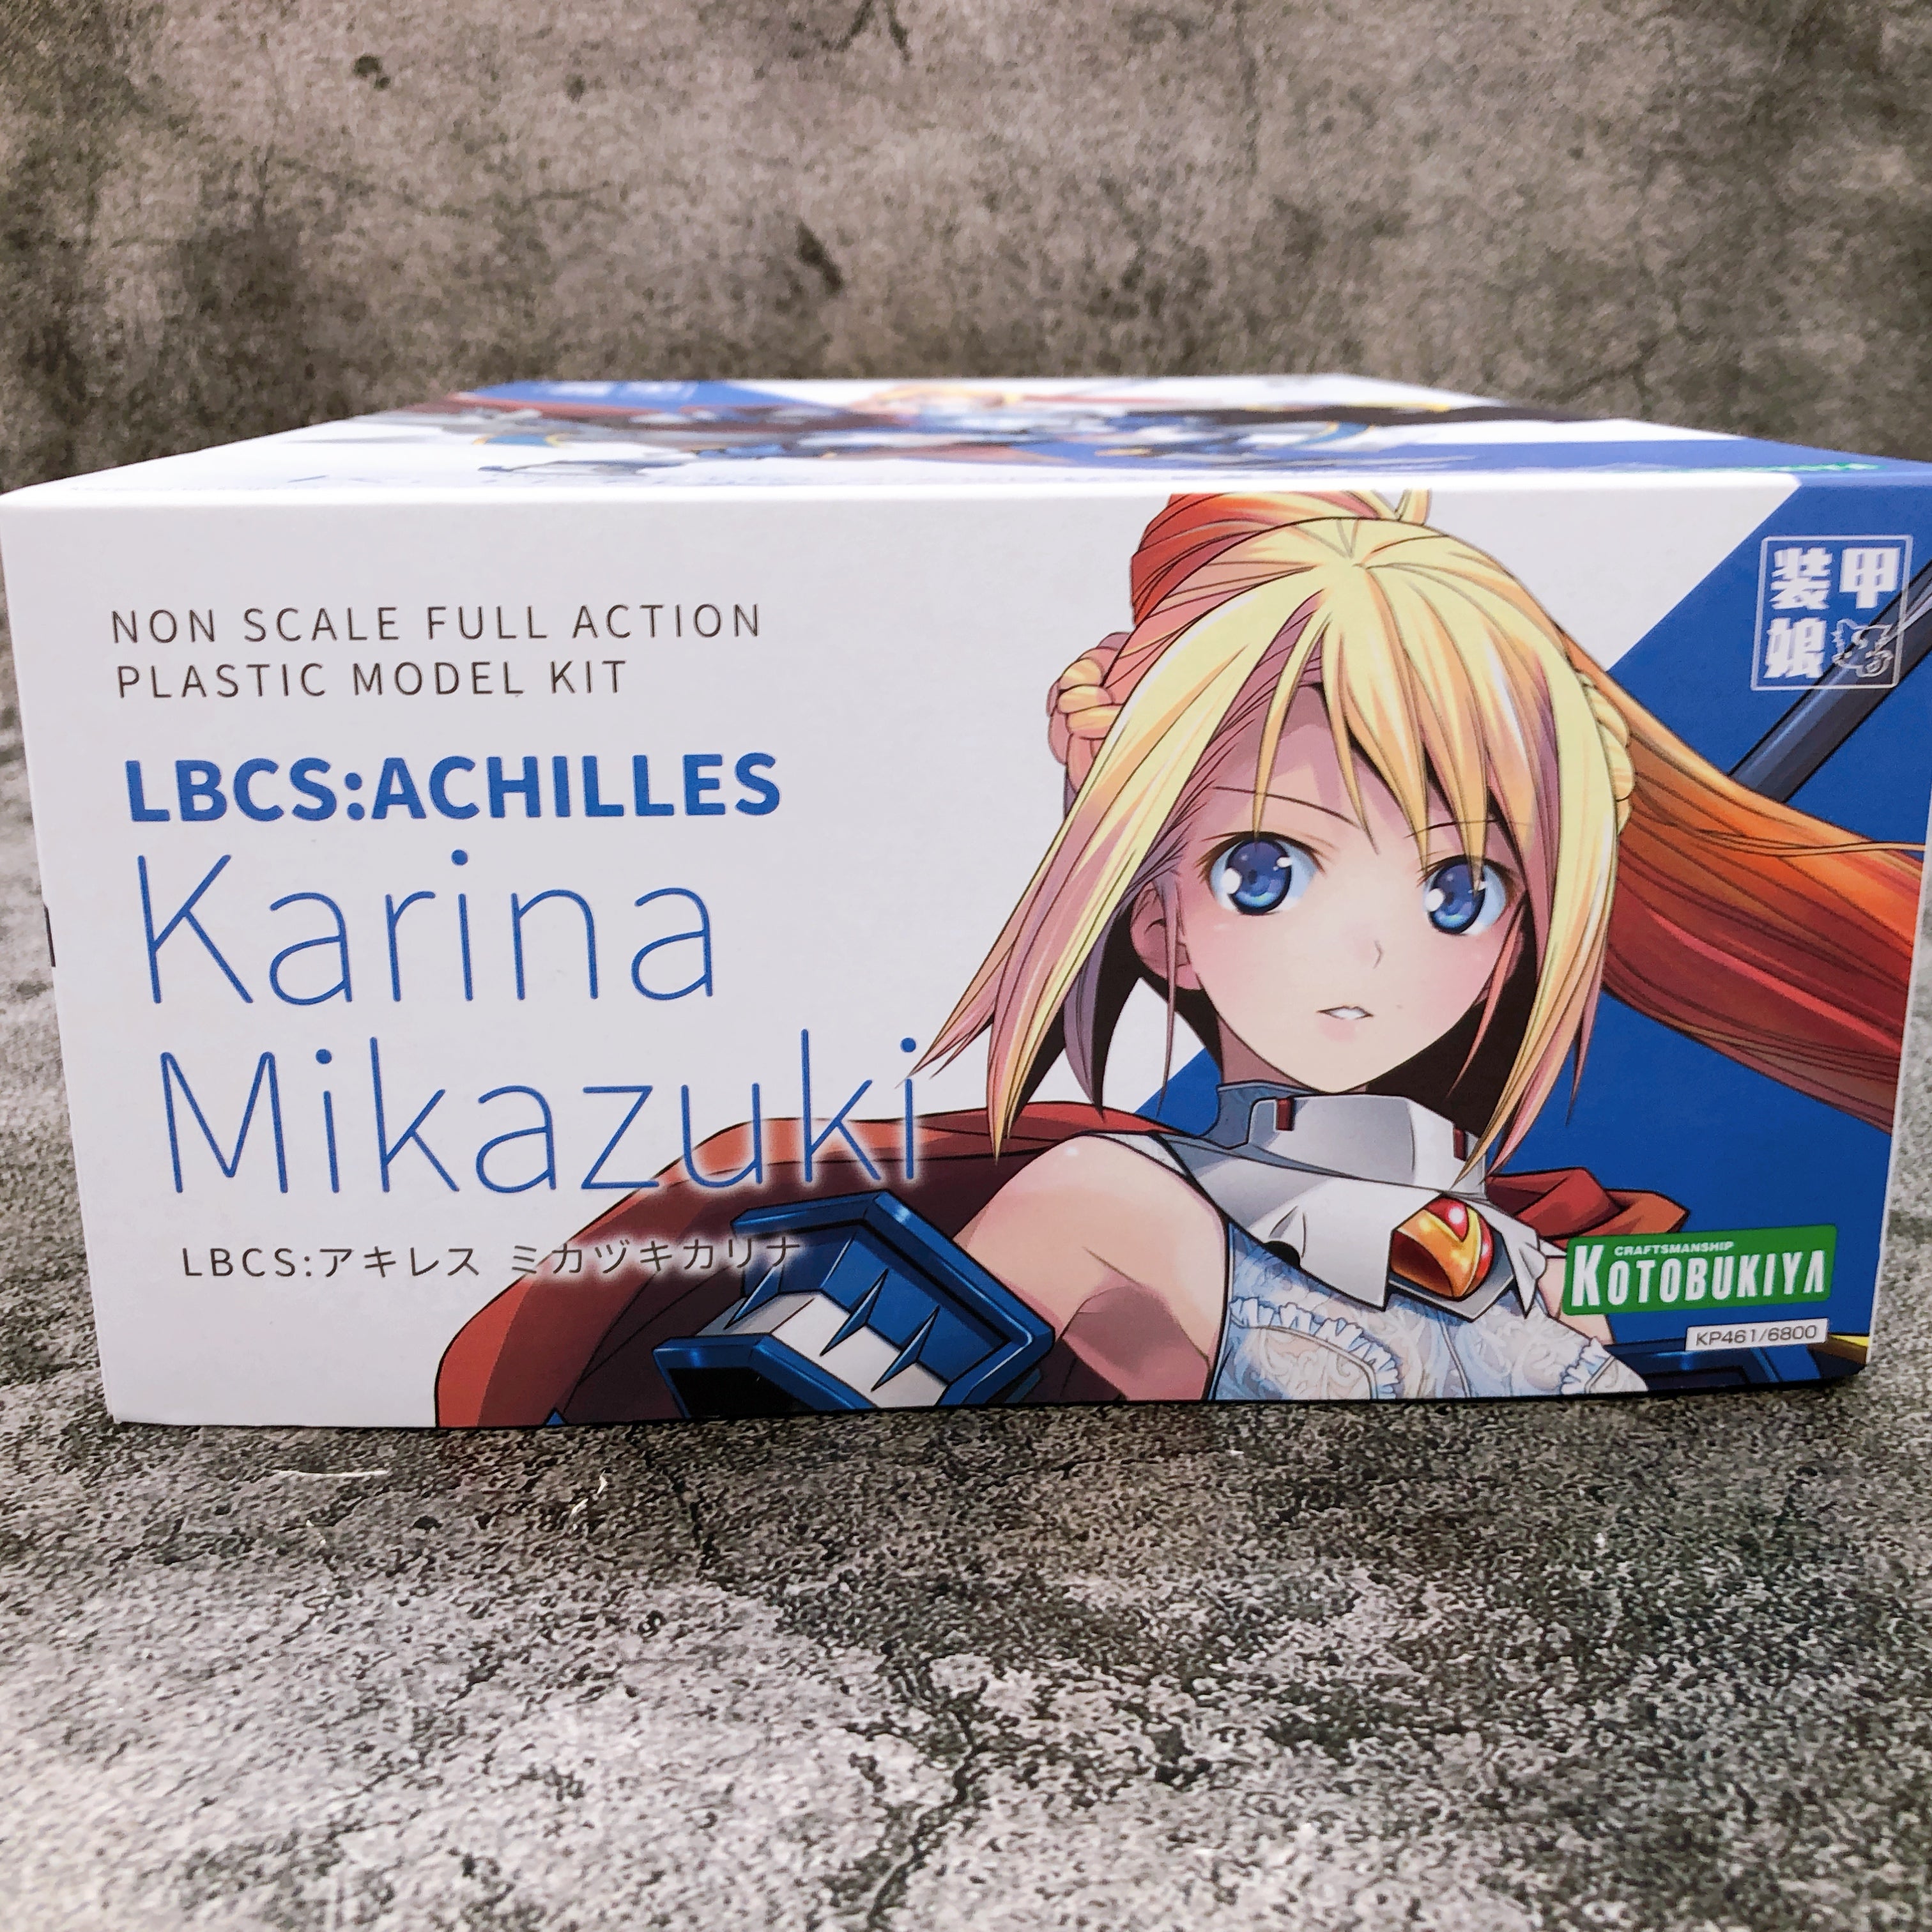 NON SCALE FULL ACTION
PLASTIC MODEL KIT
LBCS:ACHILLES
Karina
Mikazuki
LBCS:アキレス ミカヅキカリナ
装甲
娘
CRAFTSMANSHIP
KOTOBUKIYA
KP461/6800